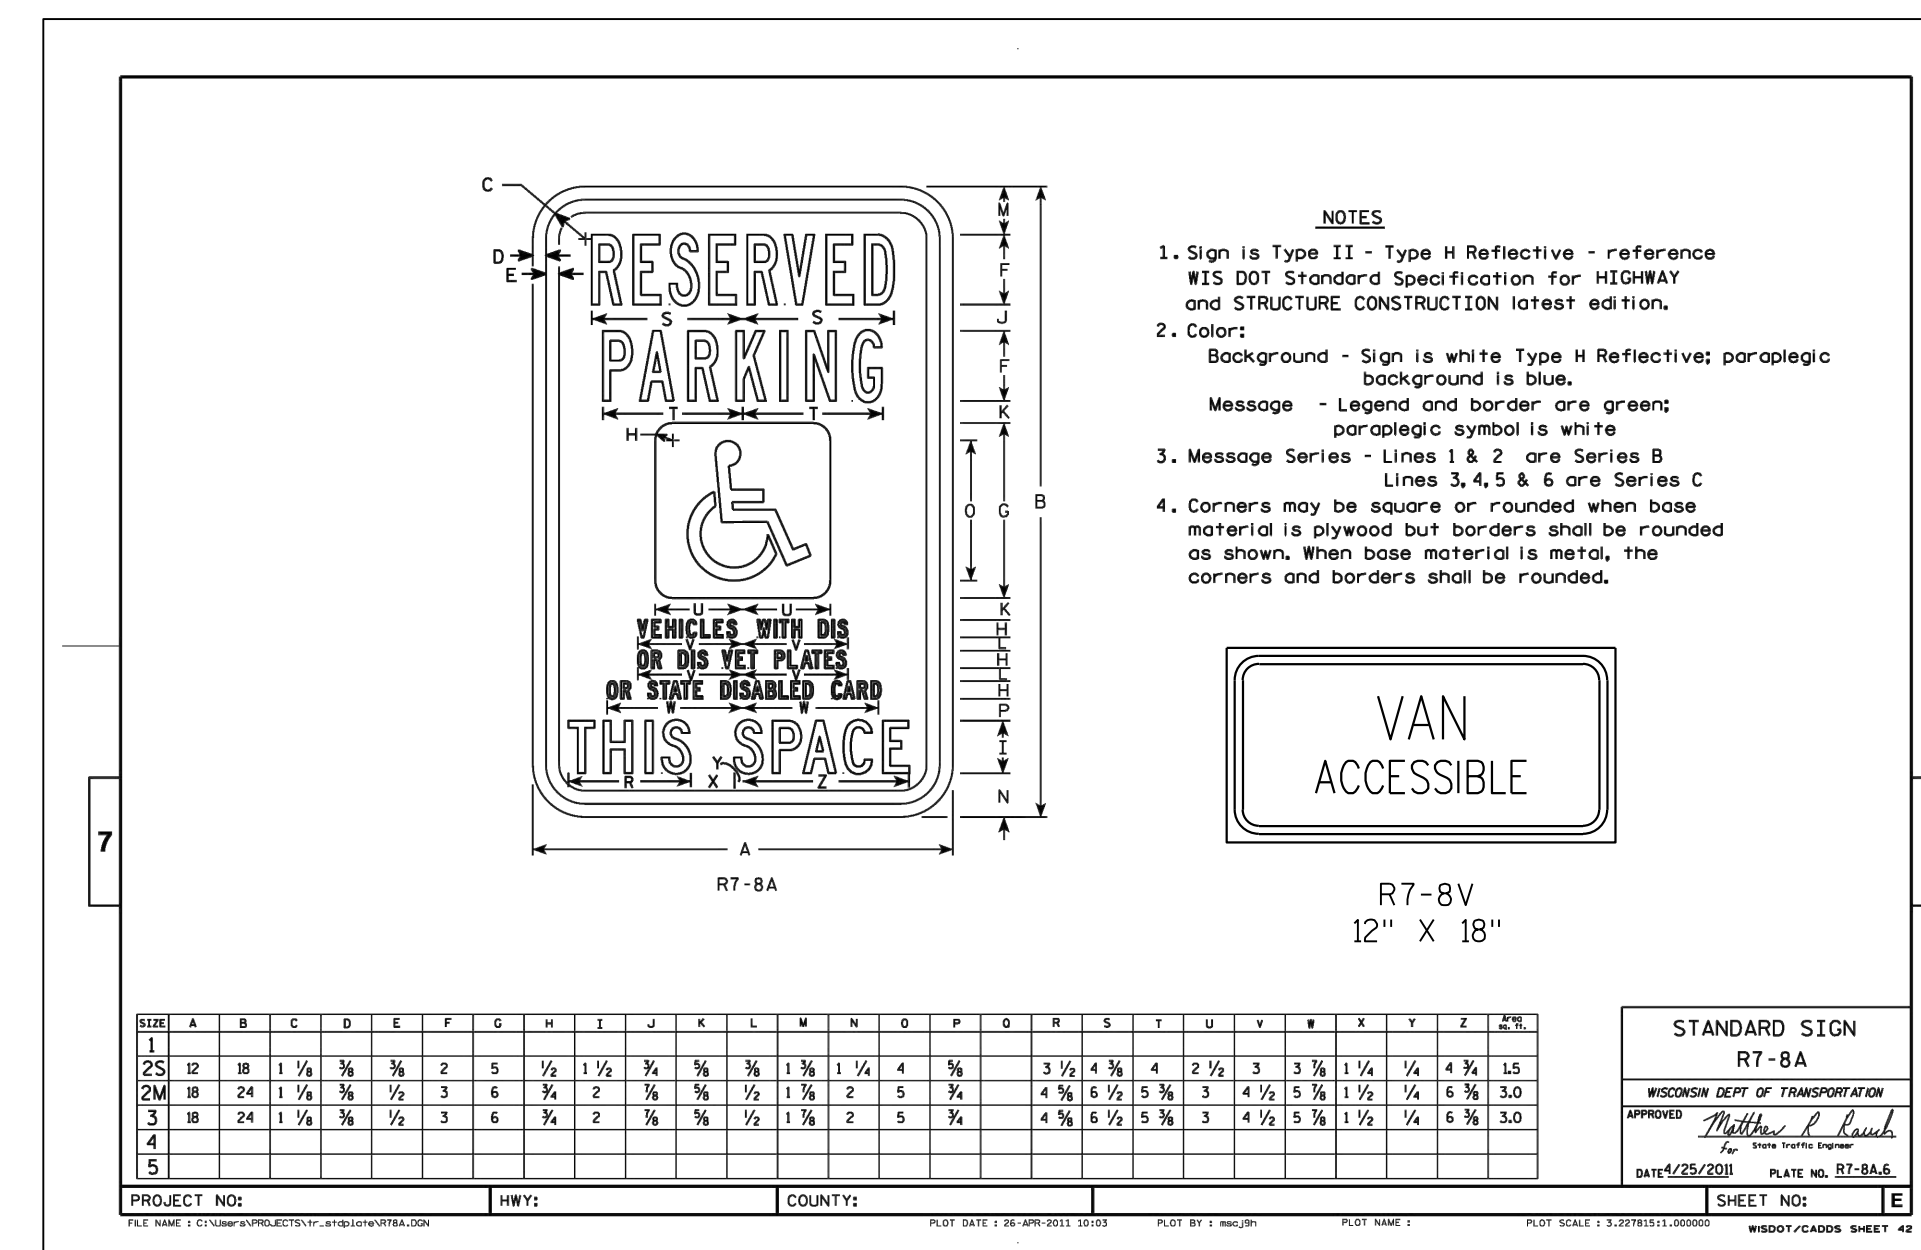 C
D
E
RESERVED
S S
PARKING
T T
H
U U
VEHICLES WITH DIS
V V
OR DIS VET PLATES
V V
OR STATE DISABLED CARD
W W
THIS SPACE
R X Y Z
A
R7-8A
M
F
J
F
K
O G B
K
H
L
H
L
H
P
I
N
NOTES
1. Sign is Type II - Type H Reflective - reference
WIS DOT Standard Specification for HIGHWAY
and STRUCTURE CONSTRUCTION latest edition.
2. Color:
Background - Sign is white Type H Reflective; paraplegic
background is blue.
Message - Legend and border are green;
paraplegic symbol is white
3. Message Series - Lines 1 & 2 are Series B
Lines 3,4,5 & 6 are Series C
4. Corners may be square or rounded when base
material is plywood but borders shall be rounded
as shown. When base material is metal, the
corners and borders shall be rounded.
VAN
ACCESSIBLE
R7-8V
12" X 18"
7
SIZE A B C D E F G H I J K L M N O P Q R S T U V W X Y Z Area sq. ft.
1
2S 12 18 1 1/8 3/8 3/8 2 5 1/2 1 1/2 3/4 5/8 3/8 1 3/8 1 1/4 4 5/8 3 1/2 4 3/8 4 2 1/2 3 3 7/8 1 1/4 1/4 4 3/4 1.5
2M 18 24 1 1/8 3/8 1/2 3 6 3/4 2 7/8 5/8 1/2 1 7/8 2 5 3/4 4 5/8 6 1/2 5 3/8 3 4 1/2 5 7/8 1 1/2 1/4 6 3/8 3.0
3 18 24 1 1/8 3/8 1/2 3 6 3/4 2 7/8 5/8 1/2 1 7/8 2 5 3/4 4 5/8 6 1/2 5 3/8 3 4 1/2 5 7/8 1 1/2 1/4 6 3/8 3.0
4
5
STANDARD SIGN
R7-8A
WISCONSIN DEPT OF TRANSPORTATION
APPROVED Matthew R Rauch
for State Traffic Engineer
DATE 4/25/2011 PLATE NO. R7-8A.6
PROJECT NO: HWY: COUNTY: SHEET NO: E
FILE NAME : C:\Users\PROJECTS\tr_stdplate\R78A.DGN PLOT DATE : 26-APR-2011 10:03 PLOT BY : mscj9h PLOT NAME : PLOT SCALE : 3.227815:1.000000
WISDOT/CADDS SHEET 42